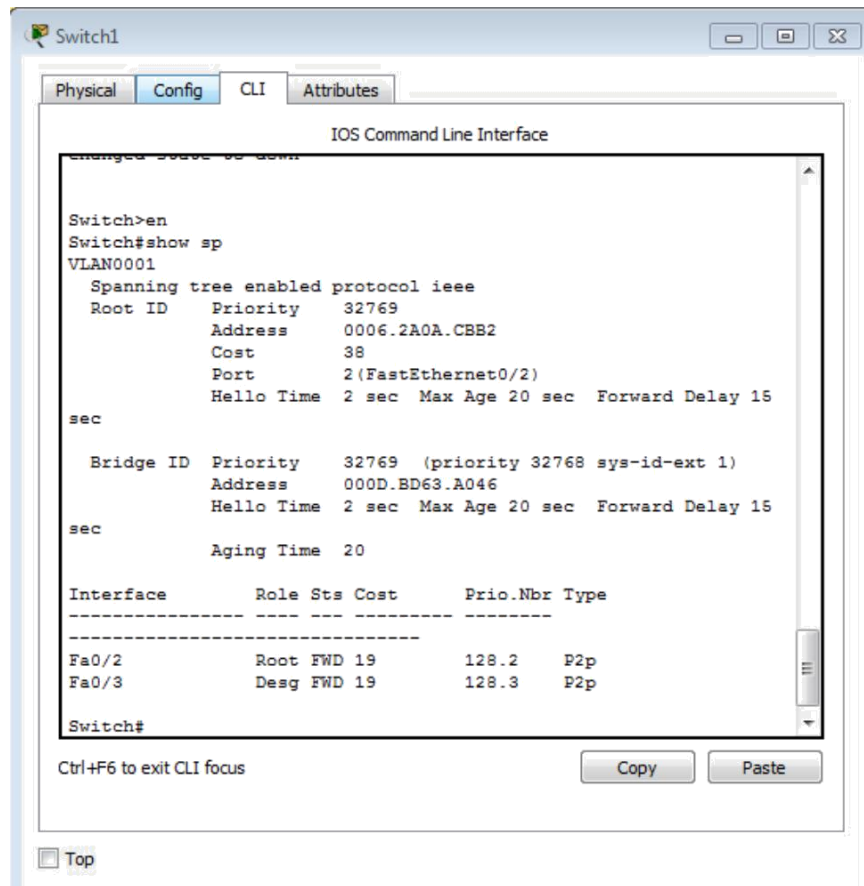 Switch1
Physical Config CLI Attributes
IOS Command Line Interface
changed state to down
Switch>en
Switch#show sp
VLAN0001
  Spanning tree enabled protocol ieee
  Root ID    Priority    32769
             Address     0006.2A0A.CBB2
             Cost        38
             Port        2(FastEthernet0/2)
             Hello Time  2 sec  Max Age 20 sec  Forward Delay 15
sec
  Bridge ID  Priority    32769  (priority 32768 sys-id-ext 1)
             Address     000D.BD63.A046
             Hello Time  2 sec  Max Age 20 sec  Forward Delay 15
sec
             Aging Time  20
Interface        Role Sts Cost      Prio.Nbr Type
---------------- ---- --- --------- --------
--------------------------------
Fa0/2            Root FWD 19        128.2    P2p
Fa0/3            Desg FWD 19        128.3    P2p
Switch#
Ctrl+F6 to exit CLI focus
Copy
Paste
Top